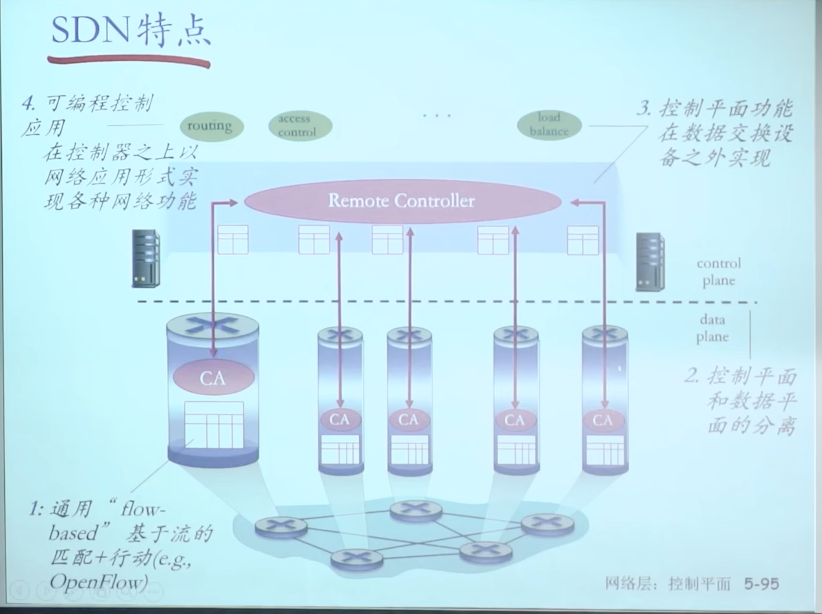 SDN特点
4. 可编程控制
应用
在控制器之上以
网络应用形式实
现各种网络功能
routing
access
control
...
load
balance
3. 控制平面功能
在数据交换设
备之外实现
Remote Controller
control
plane
data
plane
CA
CA
CA
CA
CA
2. 控制平面
和数据平
面的分离
1: 通用“ flow-
based” 基于流的
匹配+行动(e.g.,
OpenFlow)
网络层：控制平面 5-95